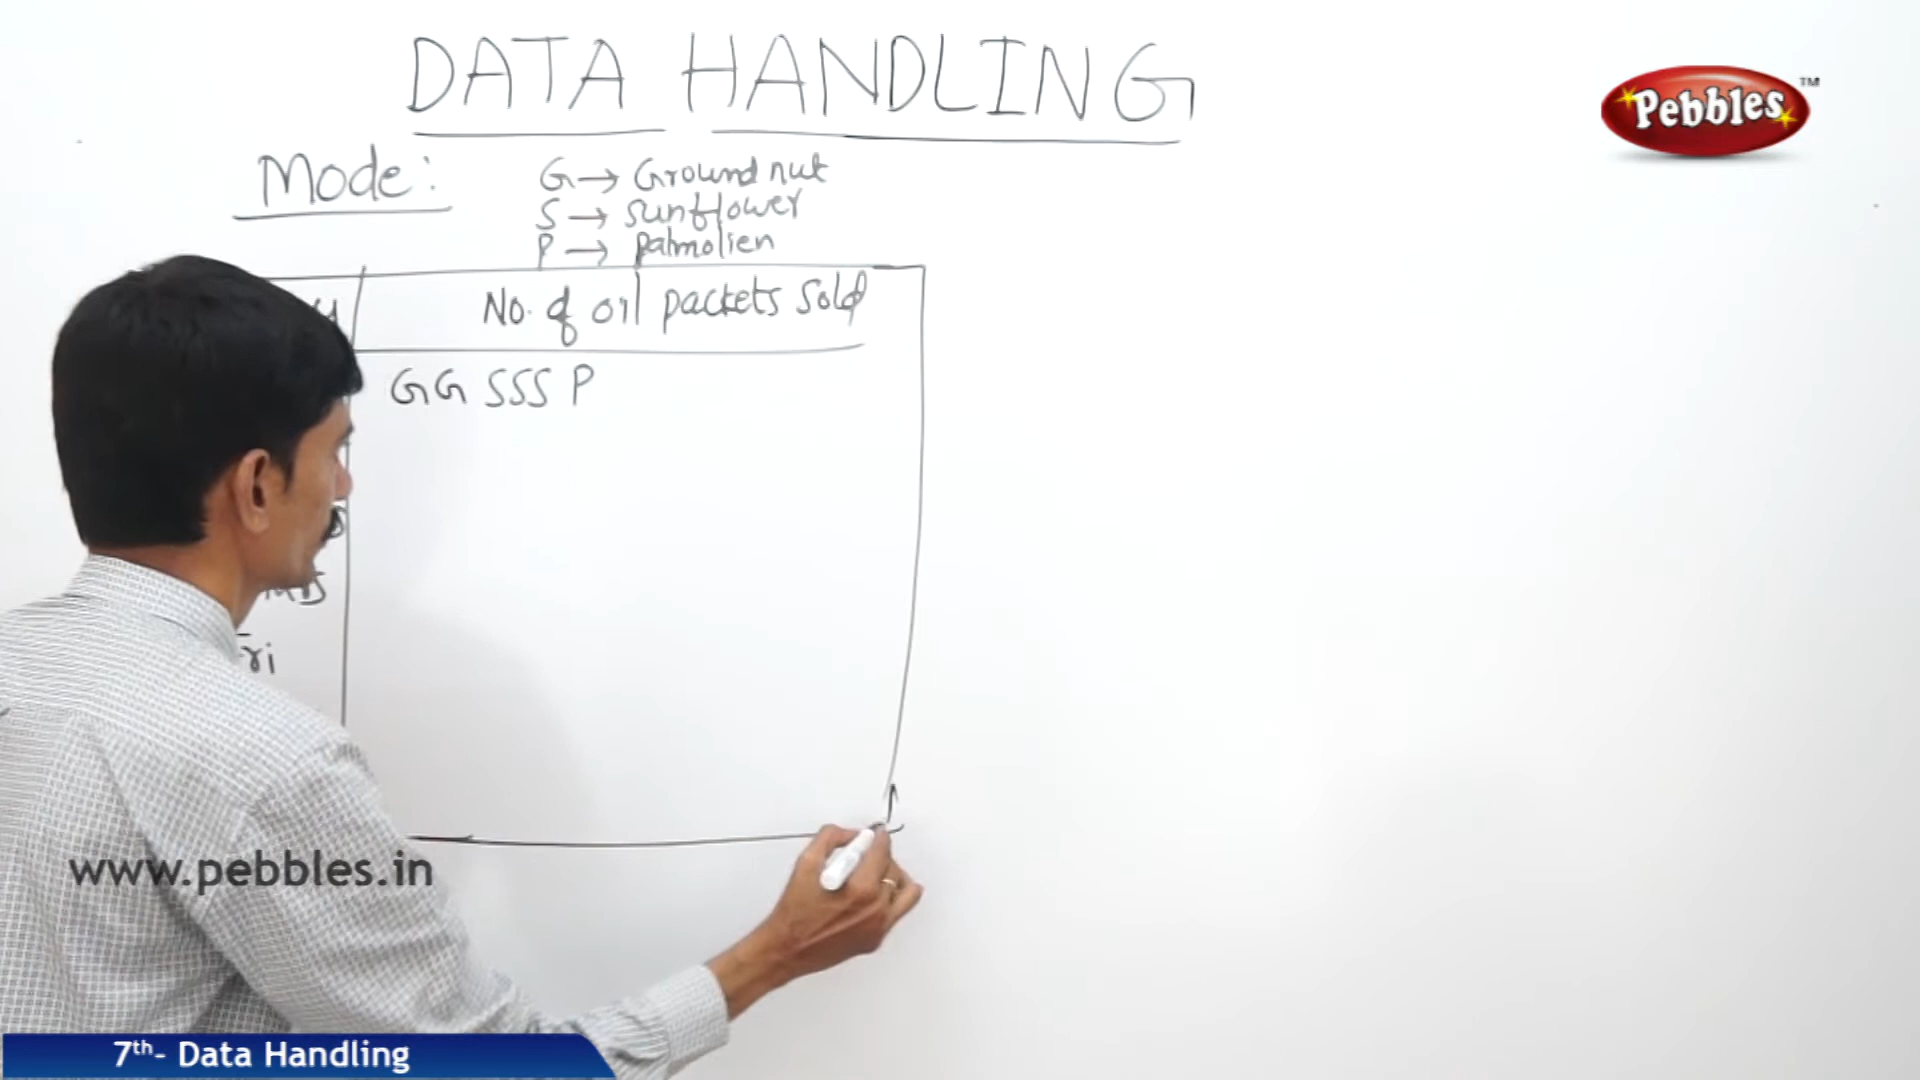 DATA HANDLING
Pebbles™
Mode:
G → Ground nut
S → Sunflower
P → Palmolien
No. of oil packets Sold
GG SSS P
www.pebbles.in
7th- Data Handling